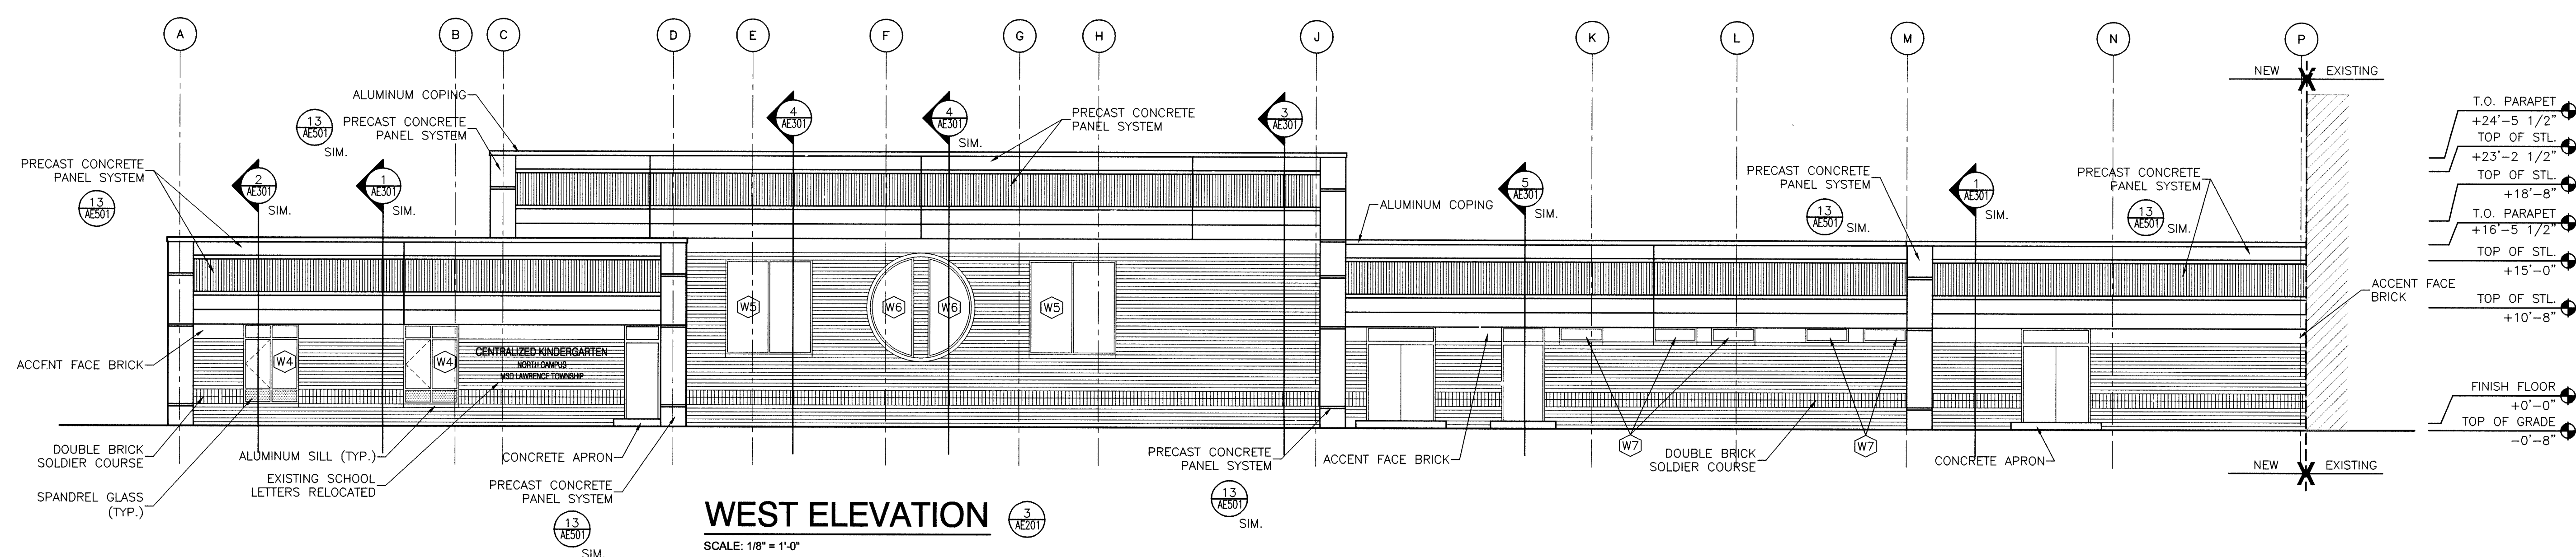 A
B
C
D
E
F
G
H
J
K
L
M
N
P
NEW
EXISTING
ALUMINUM COPING
13
AE501
SIM.
PRECAST CONCRETE
PANEL SYSTEM
4
AE301
4
AE301
SIM.
PRECAST CONCRETE
PANEL SYSTEM
3
AE301
PRECAST CONCRETE
PANEL SYSTEM
13
AE501
2
AE301
SIM.
1
AE301
SIM.
5
AE301
SIM.
ALUMINUM COPING
PRECAST CONCRETE
PANEL SYSTEM
13
AE501
SIM.
1
AE301
SIM.
PRECAST CONCRETE
PANEL SYSTEM
13
AE501
SIM.
T.O. PARAPET
+24'-5 1/2"
TOP OF STL.
+23'-2 1/2"
TOP OF STL.
+18'-8"
T.O. PARAPET
+16'-5 1/2"
TOP OF STL.
+15'-0"
TOP OF STL.
+10'-8"
FINISH FLOOR
+0'-0"
TOP OF GRADE
-0'-8"
ACCENT FACE
BRICK
W5
W6
W6
W5
W4
W4
CENTRALIZED KINDERGARTEN
NORTH CAMPUS
MSD LAWRENCE TOWNSHIP
ACCENT FACE BRICK
DOUBLE BRICK
SOLDIER COURSE
SPANDREL GLASS
(TYP.)
ALUMINUM SILL (TYP.)
EXISTING SCHOOL
LETTERS RELOCATED
CONCRETE APRON
PRECAST CONCRETE
PANEL SYSTEM
13
AE501
SIM.
PRECAST CONCRETE
PANEL SYSTEM
13
AE501
SIM.
ACCENT FACE BRICK
W7
DOUBLE BRICK
SOLDIER COURSE
W7
CONCRETE APRON
NEW
EXISTING
WEST ELEVATION
3
AE201
SCALE: 1/8" = 1'-0"